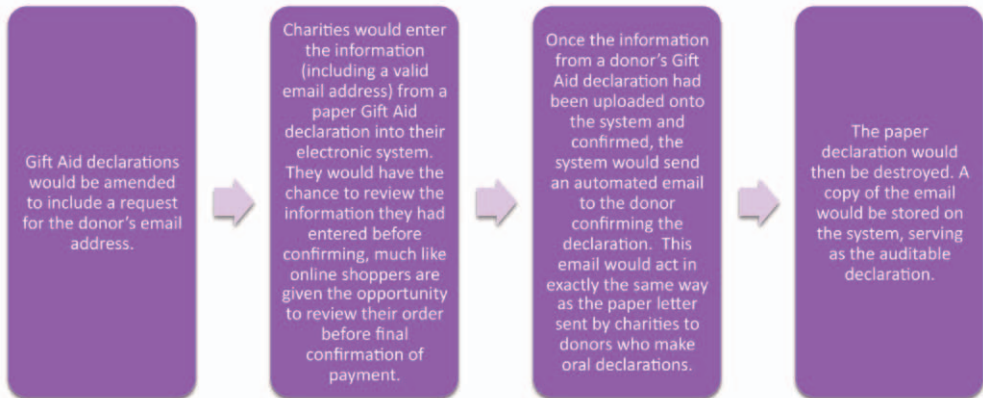 Gift Aid declarations
would be amended
to include a request
for the donor's email
address.
Charities would enter
the information
(including a valid
email address) from a
paper Gift Aid
declaration into their
electronic system.
They would have the
chance to review the
information they had
entered before
confirming, much like
online shoppers are
given the opportunity
to review their order
before final
confirmation of
payment.
Once the information
from a donor's Gift
Aid declaration had
been uploaded onto
the system and
confirmed, the
system would send
an automated email
to the donor
confirming the
declaration. This
email would act in
exactly the same way
as the paper letter
sent by charities to
donors who make
oral declarations.
The paper
declaration would
then be destroyed. A
copy of the email
would be stored on
the system, serving
as the auditable
declaration.